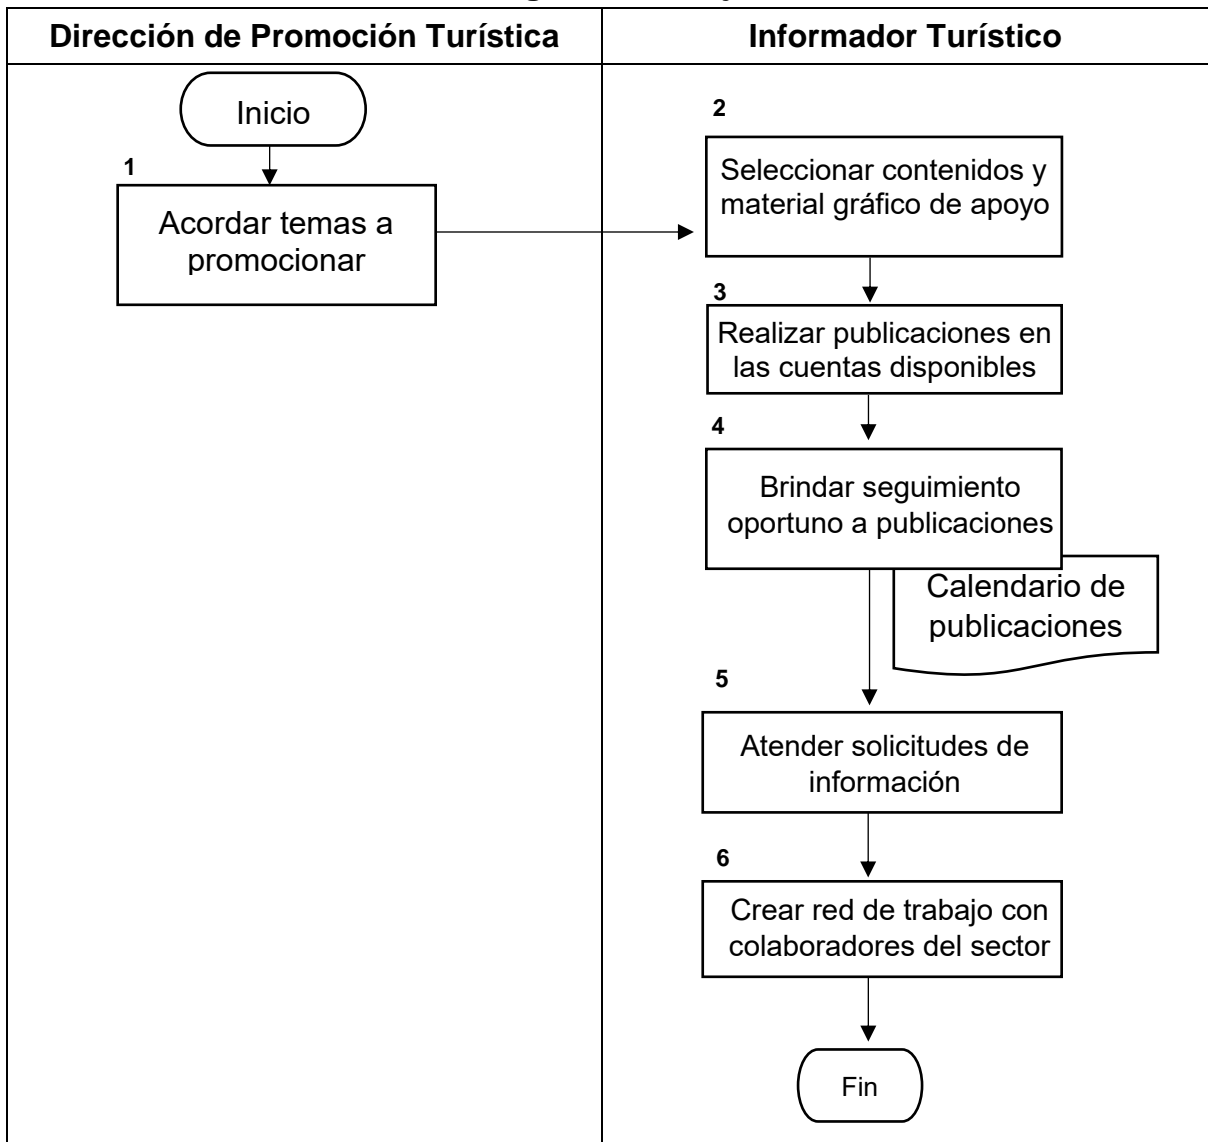 Dirección de Promoción Turística
Informador Turístico
Inicio
1
Acordar temas a
promocionar
2
Seleccionar contenidos y
material gráfico de apoyo
3
Realizar publicaciones en
las cuentas disponibles
4
Brindar seguimiento
oportuno a publicaciones
Calendario de
publicaciones
5
Atender solicitudes de
información
6
Crear red de trabajo con
colaboradores del sector
Fin